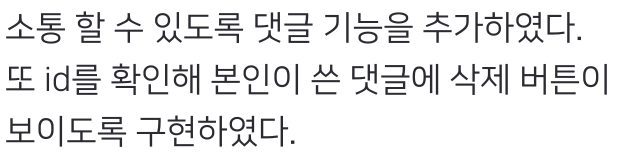 소통 할 수 있도록 댓글 기능을 추가하였다.
또 id를 확인해 본인이 쓴 댓글에 삭제 버튼이
보이도록 구현하였다.